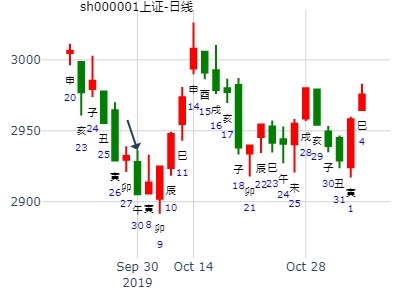 sh000001上证-日线
3000
2950
2900
申
20
亥
23
子
24
丑
25
寅
26
卯
27
午
30
寅
8
卯
9
辰
10
巳
11
申
14
酉
15
戌
16
亥
17
子
18
卯
21
辰
22
巳
23
午
24
未
25
戌
28
亥
29
子
30
丑
31
寅
1
巳
4
Sep 30
2019
Oct 14
Oct 28